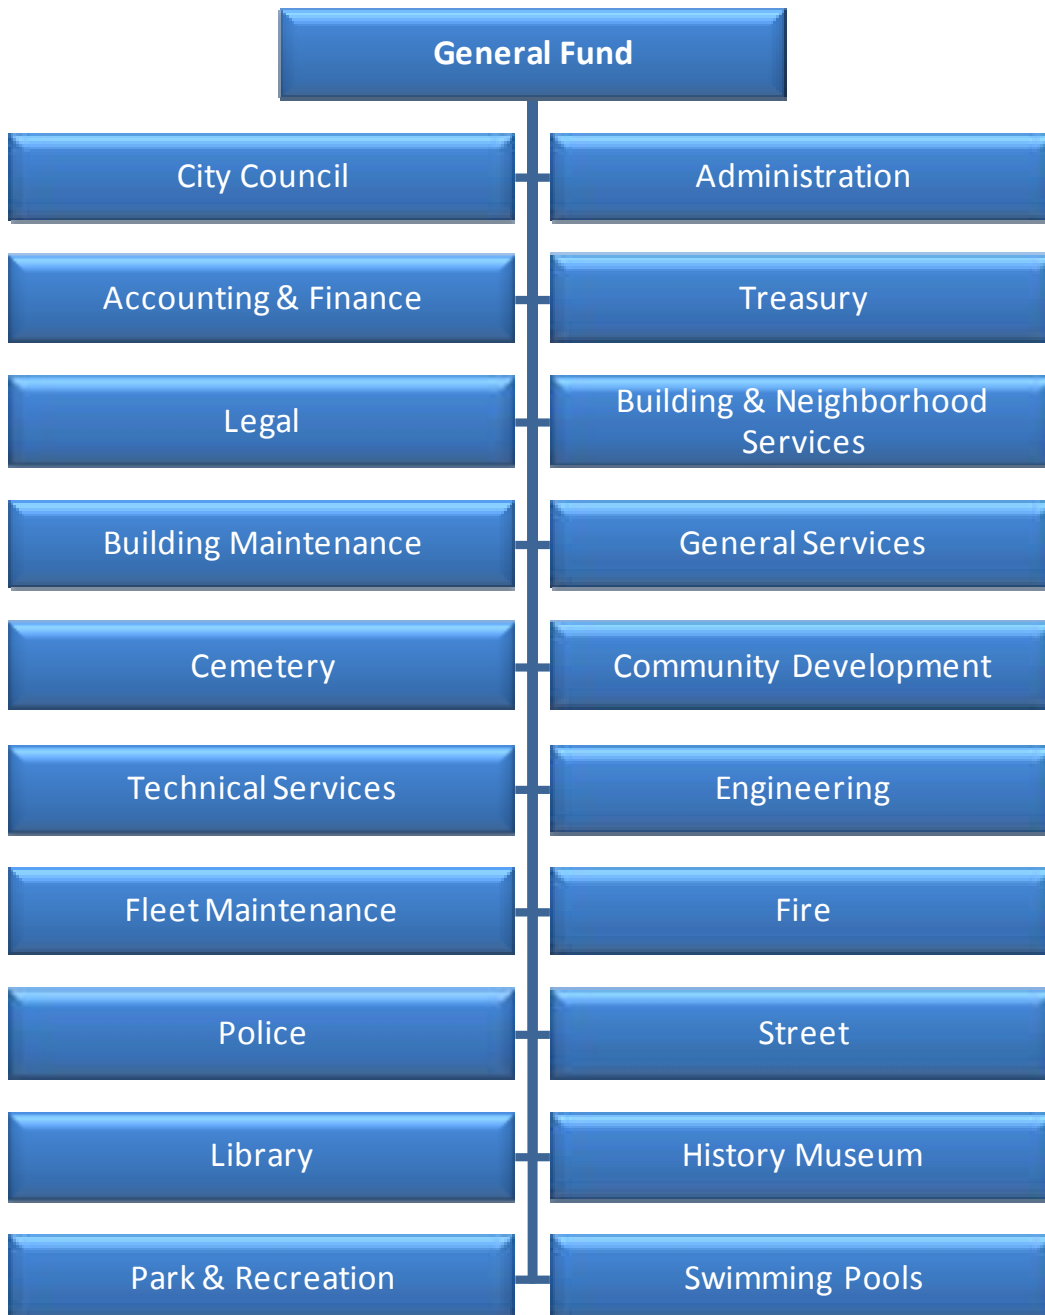 General Fund
City Council
Administration
Accounting & Finance
Treasury
Legal
Building & Neighborhood
Services
Building Maintenance
General Services
Cemetery
Community Development
Technical Services
Engineering
Fleet Maintenance
Fire
Police
Street
Library
History Museum
Park & Recreation
Swimming Pools